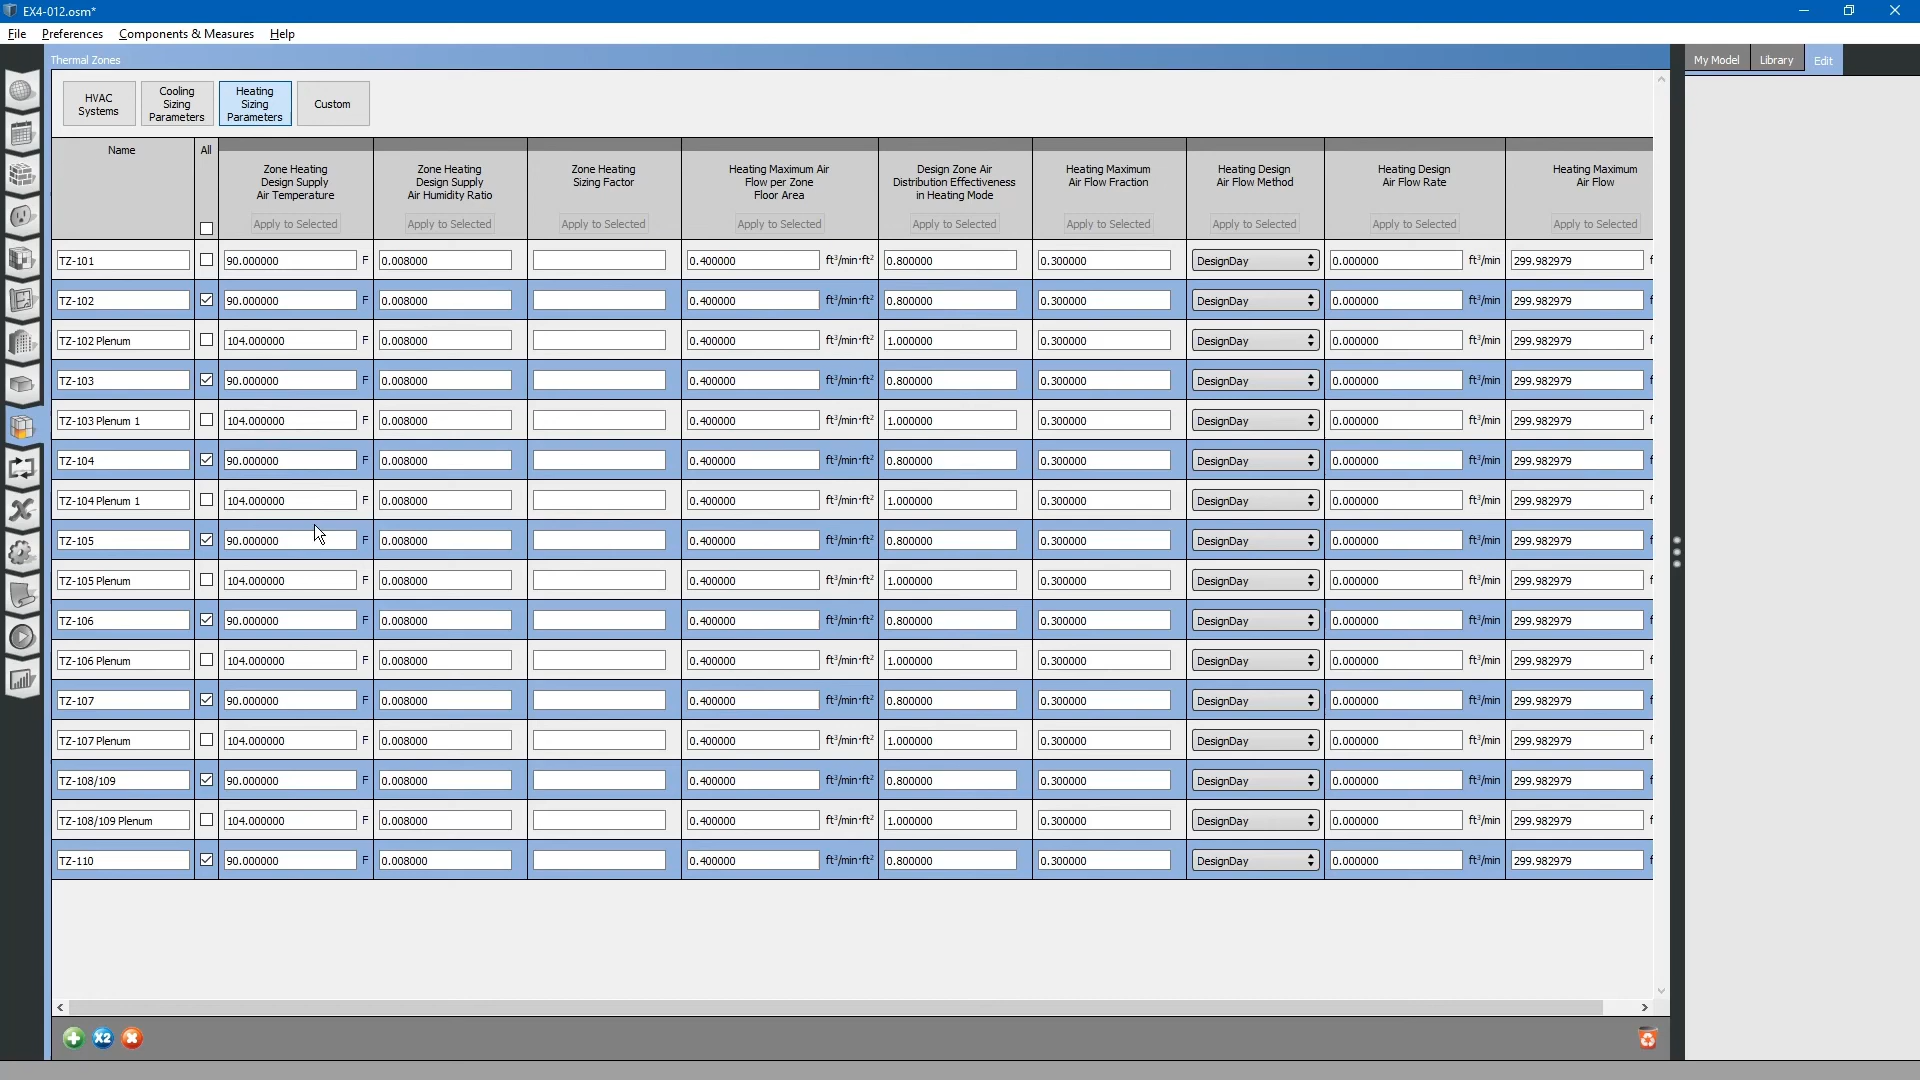 EX4-012.osm*
File Preferences Components & Measures Help
Thermal Zones
My Model Library Edit
HVAC
Systems
Cooling
Sizing
Parameters
Heating
Sizing
Parameters
Custom
Name
All
Zone Heating
Design Supply
Air Temperature
Apply to Selected
Zone Heating
Design Supply
Air Humidity Ratio
Apply to Selected
Zone Heating
Sizing Factor
Apply to Selected
Heating Maximum Air
Flow per Zone
Floor Area
Apply to Selected
Design Zone Air
Distribution Effectiveness
in Heating Mode
Apply to Selected
Heating Maximum
Air Flow Fraction
Apply to Selected
Heating Design
Air Flow Method
Apply to Selected
Heating Design
Air Flow Rate
Apply to Selected
Heating Maximum
Air Flow
Apply to Selected
TZ-101 90.000000 F 0.008000 0.400000 ft³/min·ft² 0.800000 0.300000 DesignDay 0.000000 ft³/min 299.982979 f
TZ-102 90.000000 F 0.008000 0.400000 ft³/min·ft² 0.800000 0.300000 DesignDay 0.000000 ft³/min 299.982979 f
TZ-102 Plenum 104.000000 F 0.008000 0.400000 ft³/min·ft² 1.000000 0.300000 DesignDay 0.000000 ft³/min 299.982979 f
TZ-103 90.000000 F 0.008000 0.400000 ft³/min·ft² 0.800000 0.300000 DesignDay 0.000000 ft³/min 299.982979 f
TZ-103 Plenum 1 104.000000 F 0.008000 0.400000 ft³/min·ft² 1.000000 0.300000 DesignDay 0.000000 ft³/min 299.982979 f
TZ-104 90.000000 F 0.008000 0.400000 ft³/min·ft² 0.800000 0.300000 DesignDay 0.000000 ft³/min 299.982979 f
TZ-104 Plenum 1 104.000000 F 0.008000 0.400000 ft³/min·ft² 1.000000 0.300000 DesignDay 0.000000 ft³/min 299.982979 f
TZ-105 90.000000 F 0.008000 0.400000 ft³/min·ft² 0.800000 0.300000 DesignDay 0.000000 ft³/min 299.982979 f
TZ-105 Plenum 104.000000 F 0.008000 0.400000 ft³/min·ft² 1.000000 0.300000 DesignDay 0.000000 ft³/min 299.982979 f
TZ-106 90.000000 F 0.008000 0.400000 ft³/min·ft² 0.800000 0.300000 DesignDay 0.000000 ft³/min 299.982979 f
TZ-106 Plenum 104.000000 F 0.008000 0.400000 ft³/min·ft² 1.000000 0.300000 DesignDay 0.000000 ft³/min 299.982979 f
TZ-107 90.000000 F 0.008000 0.400000 ft³/min·ft² 0.800000 0.300000 DesignDay 0.000000 ft³/min 299.982979 f
TZ-107 Plenum 104.000000 F 0.008000 0.400000 ft³/min·ft² 1.000000 0.300000 DesignDay 0.000000 ft³/min 299.982979 f
TZ-108/109 90.000000 F 0.008000 0.400000 ft³/min·ft² 0.800000 0.300000 DesignDay 0.000000 ft³/min 299.982979 f
TZ-108/109 Plenum 104.000000 F 0.008000 0.400000 ft³/min·ft² 1.000000 0.300000 DesignDay 0.000000 ft³/min 299.982979 f
TZ-110 90.000000 F 0.008000 0.400000 ft³/min·ft² 0.800000 0.300000 DesignDay 0.000000 ft³/min 299.982979 f
X2